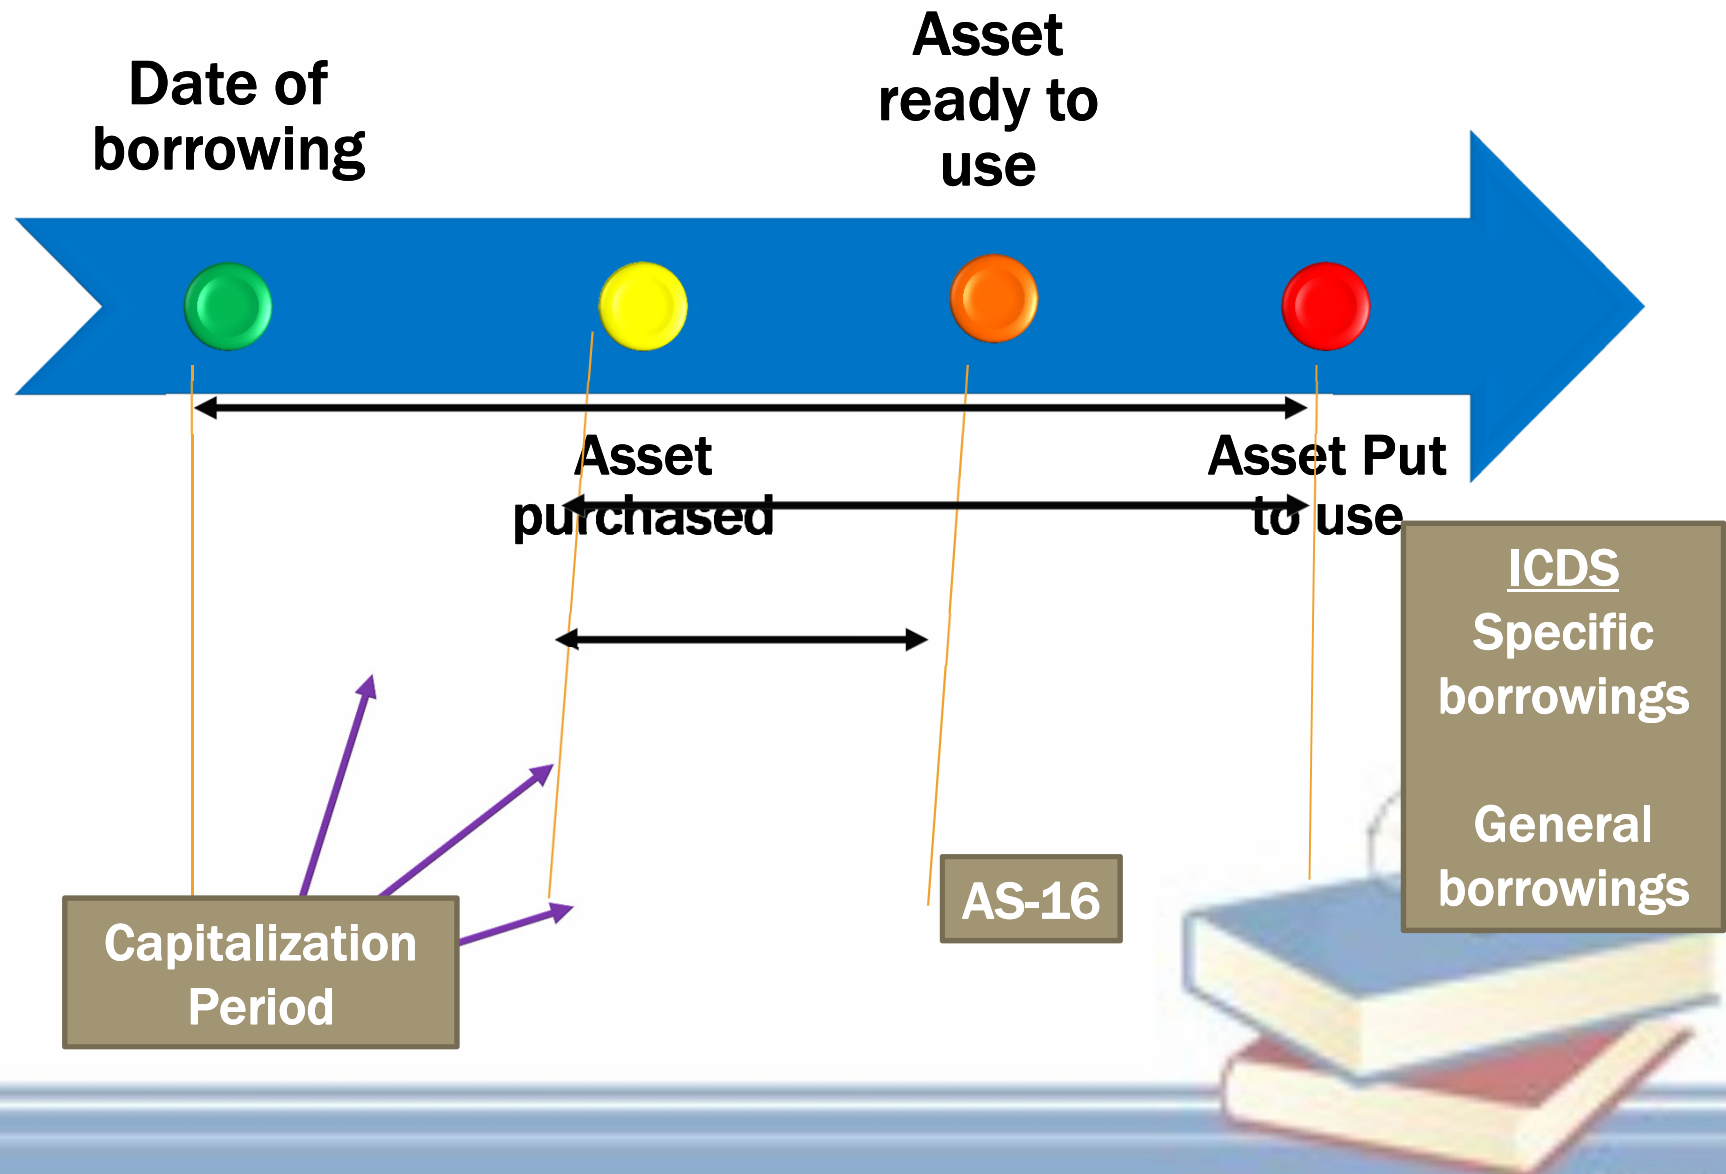 Date of
borrowing
Asset
ready to
use
Asset
purchased
Asset Put
to use
ICDS
Specific
borrowings
General
borrowings
AS-16
Capitalization
Period